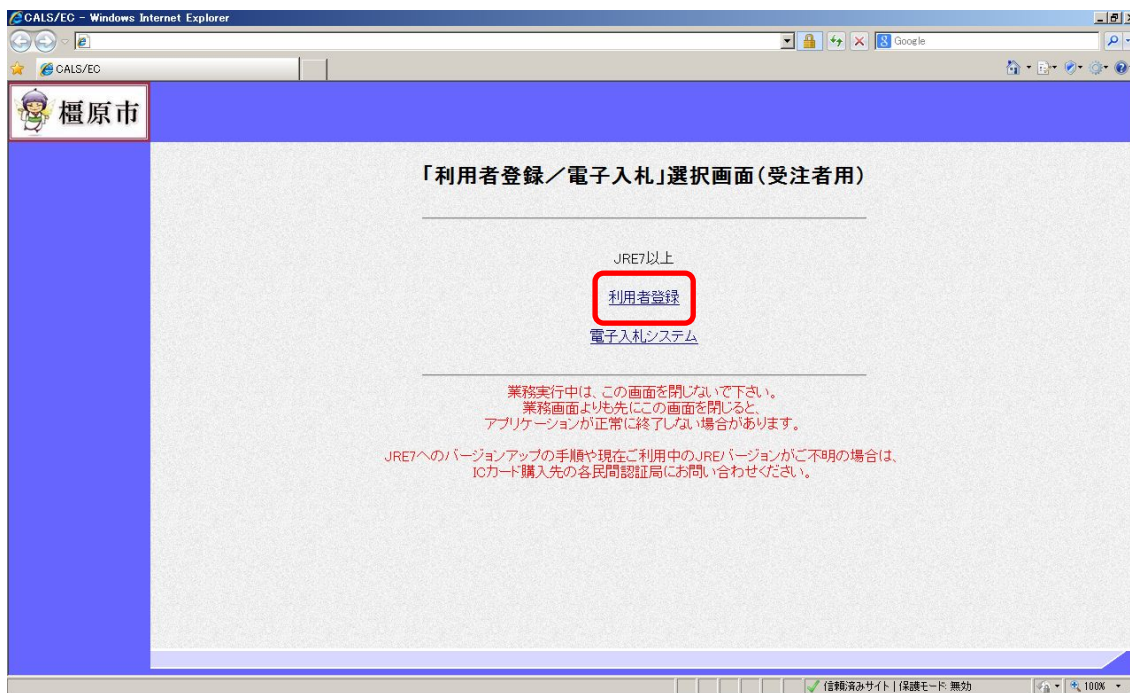 CALS/EC - Windows Internet Explorer
Google
CALS/EC
橿原市
「利用者登録／電子入札」選択画面(受注者用)
JRE7以上
利用者登録
電子入札システム
業務実行中は、この画面を閉じないで下さい。
業務画面よりも先にこの画面を閉じると、
アプリケーションが正常に終了しない場合があります。
JRE7へのバージョンアップの手順や現在ご利用中のJREバージョンがご不明の場合は、
ICカード購入先の各民間認証局にお問い合わせください。
信頼済みサイト | 保護モード: 無効
100%